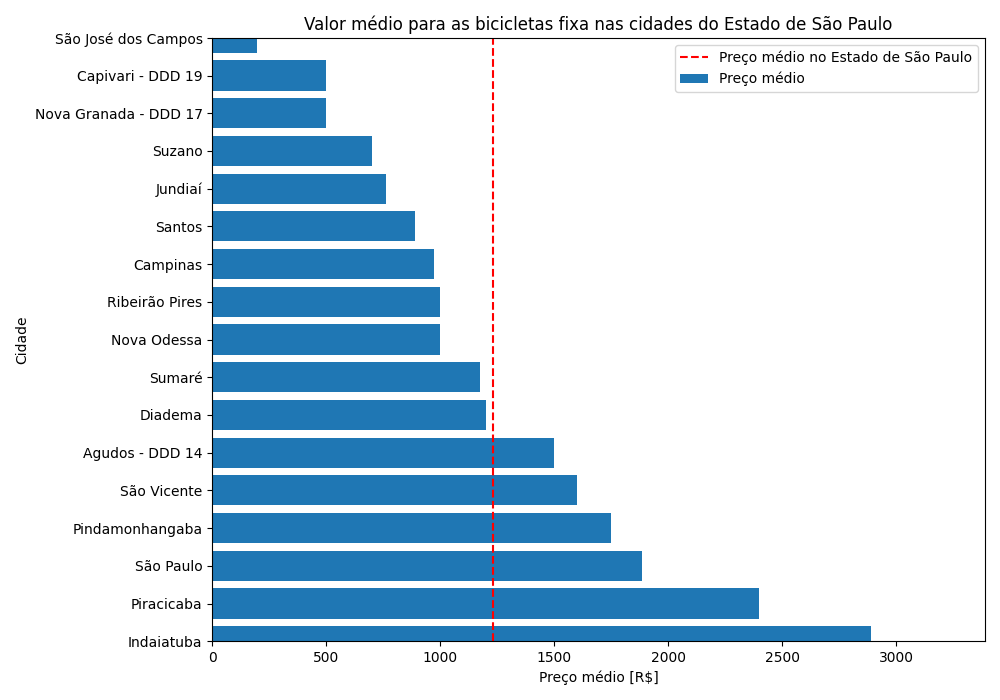 Valor médio para as bicicletas fixa nas cidades do Estado de São Paulo
Preço médio no Estado de São Paulo
Preço médio
São José dos Campos
Capivari - DDD 19
Nova Granada - DDD 17
Suzano
Jundiaí
Santos
Campinas
Ribeirão Pires
Nova Odessa
Sumaré
Diadema
Agudos - DDD 14
São Vicente
Pindamonhangaba
São Paulo
Piracicaba
Indaiatuba
Cidade
0 500 1000 1500 2000 2500 3000
Preço médio [R$]